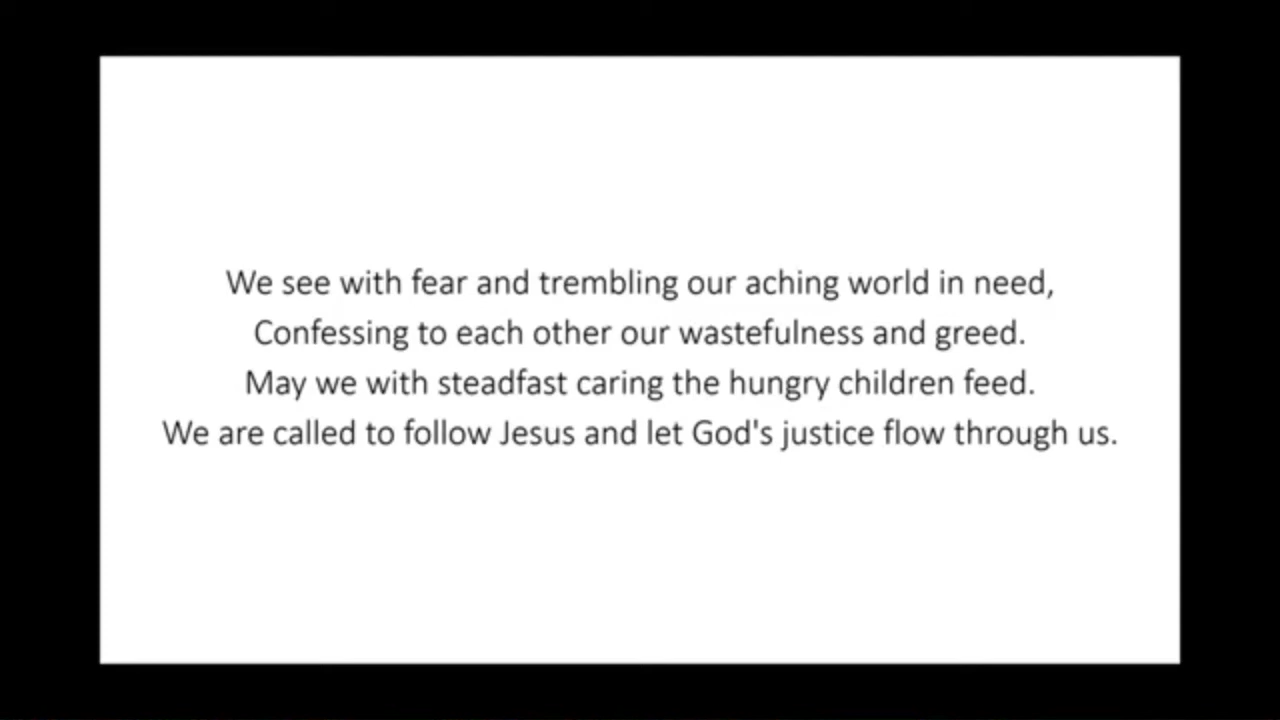 We see with fear and trembling our aching world in need,
Confessing to each other our wastefulness and greed.
May we with steadfast caring the hungry children feed.
We are called to follow Jesus and let God's justice flow through us.